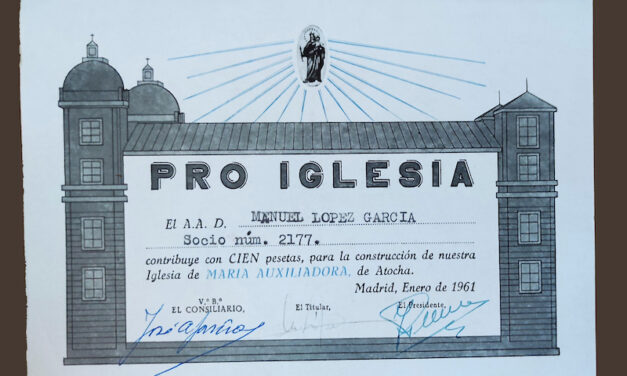 PRO IGLESIA
El A.A. D. MANUEL LOPEZ GARCIA
Socio núm. 2177.
contribuye con CIEN pesetas, para la construcción de nuestra
Iglesia de MARIA AUXILIADORA, de Atocha.
Madrid, Enero de 1961
V.º B.º
EL CONSILIARIO, El Titular, El Presidente,